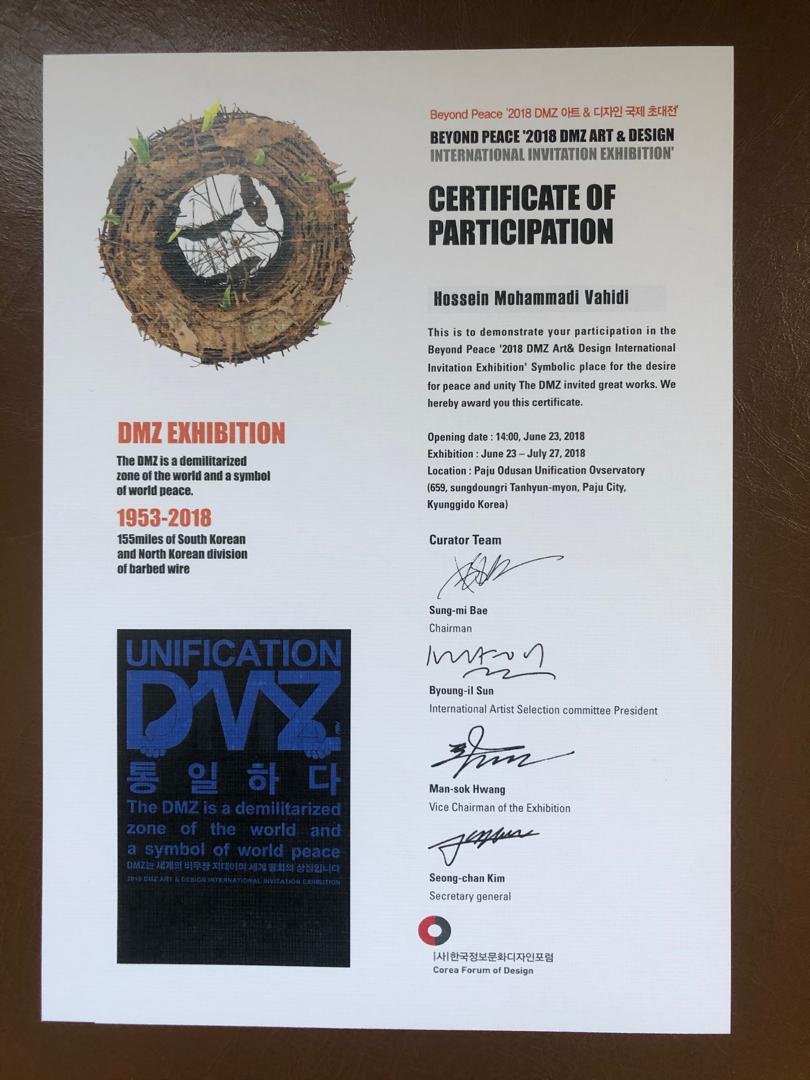 Beyond Peace '2018 DMZ 아트 & 디자인 국제 초대전'
BEYOND PEACE '2018 DMZ ART & DESIGN
INTERNATIONAL INVITATION EXHIBITION'
CERTIFICATE OF
PARTICIPATION
Hossein Mohammadi Vahidi
This is to demonstrate your participation in the
Beyond Peace '2018 DMZ Art& Design International
Invitation Exhibition' Symbolic place for the desire
for peace and unity The DMZ invited great works. We
hereby award you this certificate.
Opening date : 14:00, June 23, 2018
Exhibition : June 23 – July 27, 2018
Location : Paju Odusan Unification Ovservatory
(659, sungdoungri Tanhyun-myon, Paju City,
Kyunggido Korea)
Curator Team
Sung-mi Bae
Chairman
Byoung-il Sun
International Artist Selection committee President
Man-sok Hwang
Vice Chairman of the Exhibition
Seong-chan Kim
Secretary general
|사|한국정보문화디자인포럼
Corea Forum of Design
DMZ EXHIBITION
The DMZ is a demilitarized
zone of the world and a symbol
of world peace.
1953-2018
155miles of South Korean
and North Korean division
of barbed wire
UNIFICATION
DMZ
통일하다
The DMZ is a demilitarized
zone of the world and
a symbol of world peace
DMZ는 세계의 비무장 지대이며 세계 평화의 상징입니다
2018 DMZ ART & DESIGN INTERNATIONAL INVITATION EXHIBITION